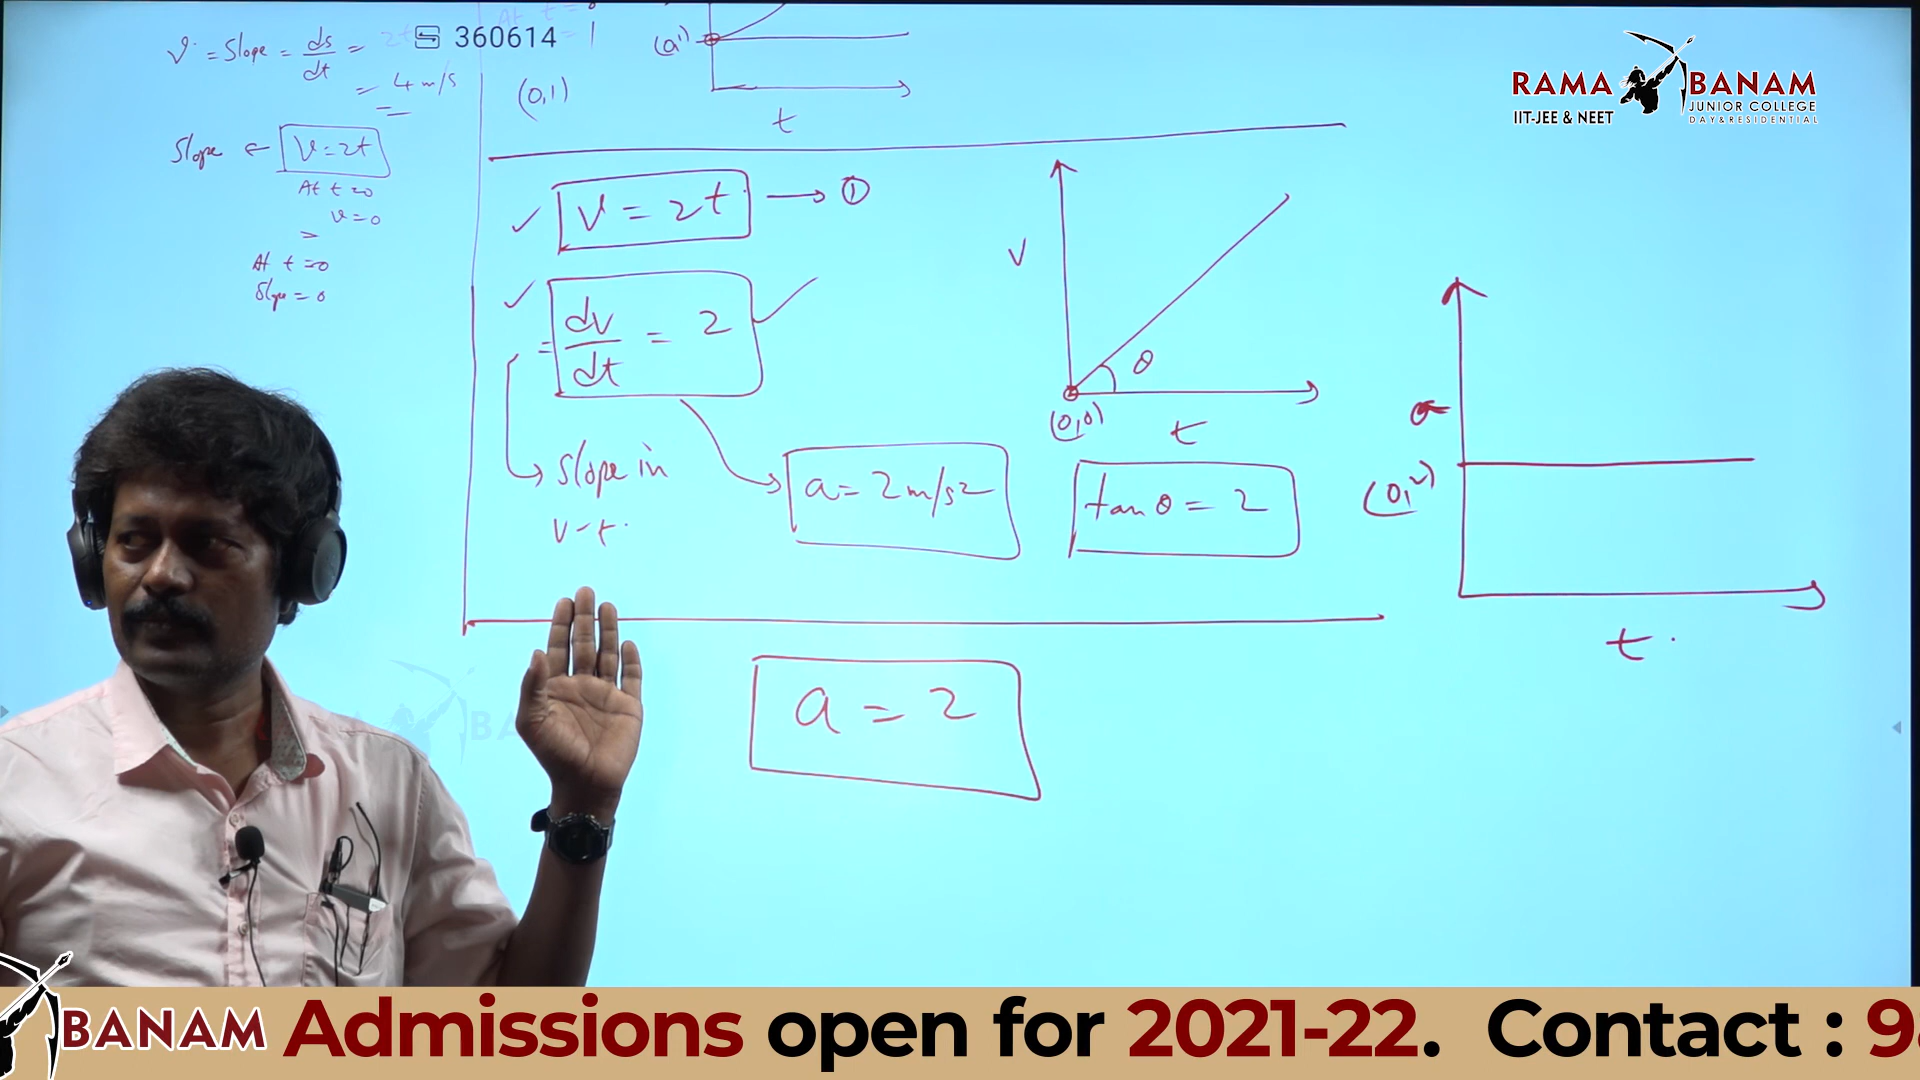 360614
RAMA BANAM
JUNIOR COLLEGE
IIT-JEE & NEET
DAY & RESIDENTIAL
v = Slope = ds/dt =
= 4 m/s
Slope ← V = 2t
At t = 0
v = 0
At t = 0
Slope = 0
(0,1)
t
V = 2t → ①
= dv/dt = 2
Slope in
V-t.
a = 2 m/s2
V
θ
(0,0)
t
tan θ = 2
a
(0,2)
t
a = 2
BANAM Admissions open for 2021-22. Contact : 9